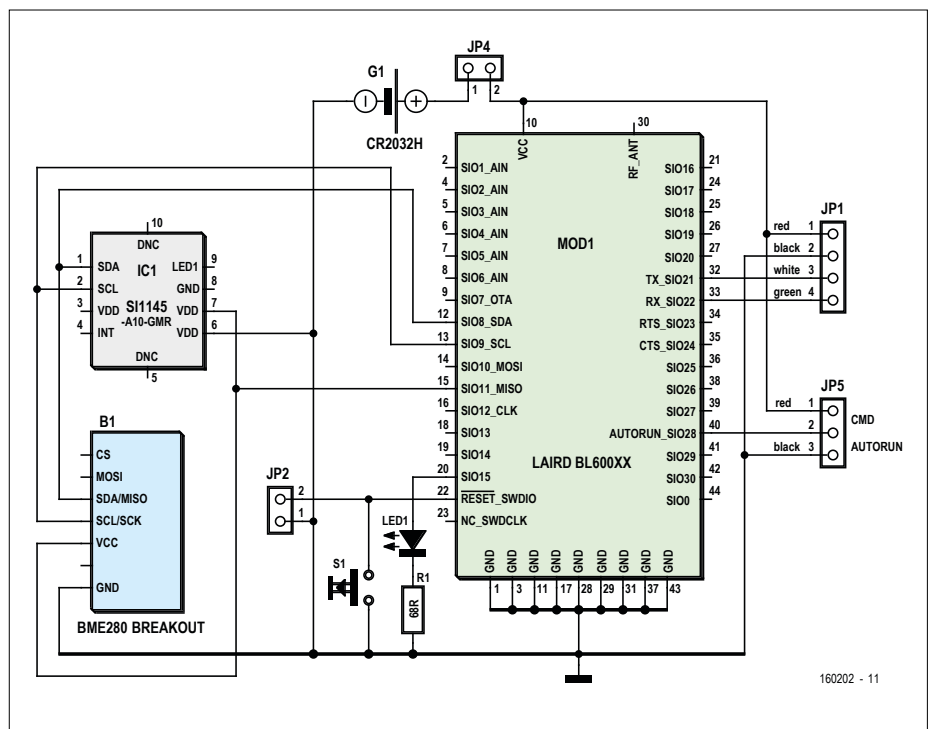 JP4
G1
1 2
CR2032H
10
30
VCC
RF_ANT
MOD1
LAIRD BL600XX
2 SIO1_AIN
4 SIO2_AIN
5 SIO3_AIN
6 SIO4_AIN
7 SIO5_AIN
8 SIO6_AIN
9 SIO7_OTA
12 SIO8_SDA
13 SIO9_SCL
14 SIO10_MOSI
15 SIO11_MISO
16 SIO12_CLK
18 SIO13
19 SIO14
20 SIO15
22 RESET_SWDIO
23 NC_SWDCLK
SIO16 21
SIO17 24
SIO18 25
SIO19 26
SIO20 27
TX_SIO21 32
RX_SIO22 33
RTS_SIO23 34
CTS_SIO24 35
SIO25 36
SIO26 38
SIO27 39
AUTORUN_SIO28 40
SIO29 41
SIO30 42
SIO0 44
GND GND GND GND GND GND GND GND GND
1 3 11 17 28 29 31 37 43
JP1
red 1
black 2
white 3
green 4
JP5
red 1
2
black 3
CMD
AUTORUN
10
DNC
IC1
SI1145
-A10-GMR
1 SDA
2 SCL
3 VDD
4 INT
LED1 9
GND 8
VDD 7
VDD 6
DNC
5
B1
CS
MOSI
SDA/MISO
SCL/SCK
VCC
GND
BME280 BREAKOUT
JP2
2
1
S1
LED1
R1
68R
160202 - 11